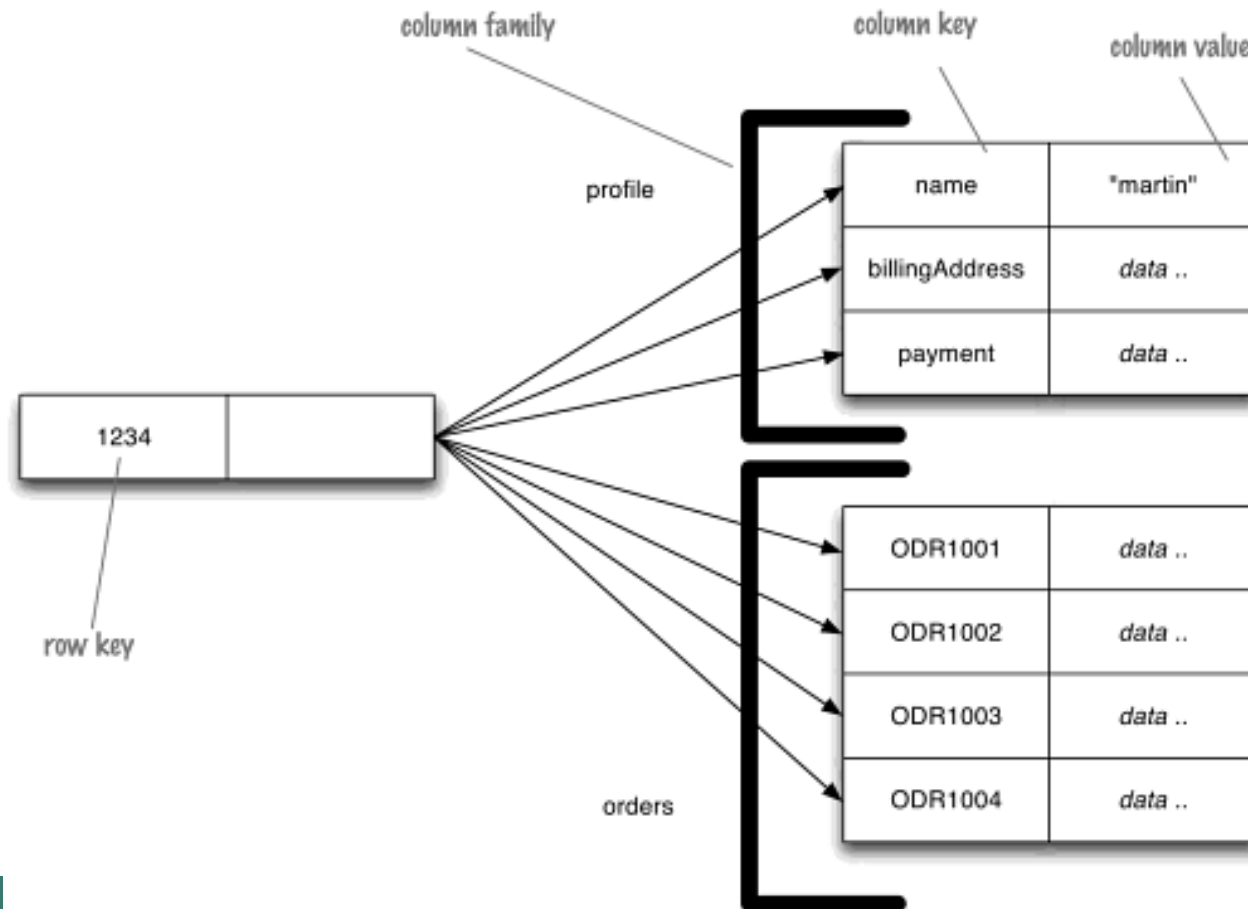 column family
column key
column value
profile
name
"martin"
billingAddress
data ..
payment
data ..
1234
row key
ODR1001
data ..
ODR1002
data ..
ODR1003
data ..
orders
ODR1004
data ..